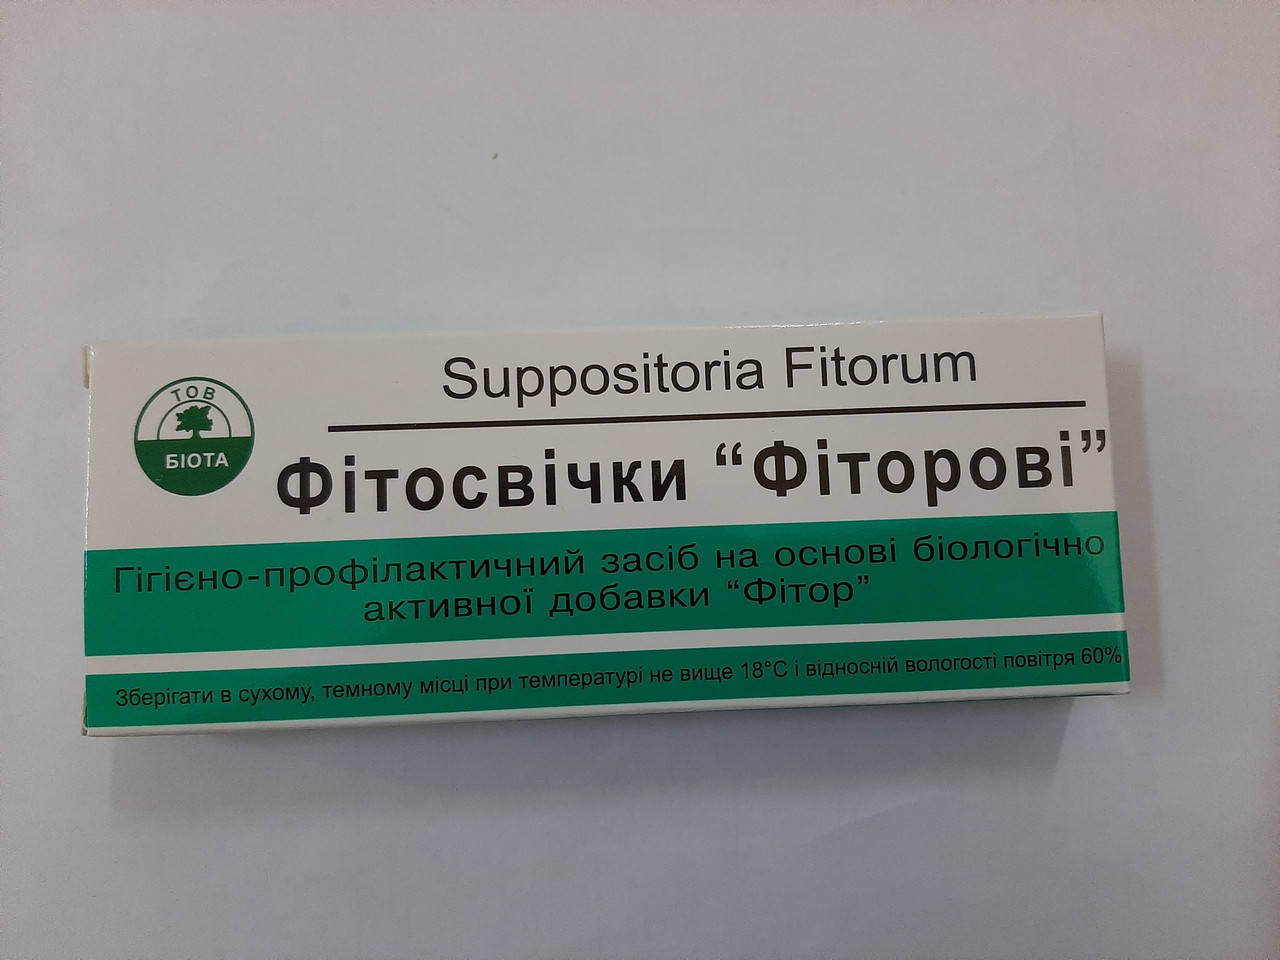 Suppositoria Fitorum
ТОВ
БІОТА
Фітосвічки “Фіторові”
Гігієно-профілактичний засіб на основі біологічно
активної добавки “Фітор”
Зберігати в сухому, темному місці при температурі не вище 18°С і відносній вологості повітря 60%